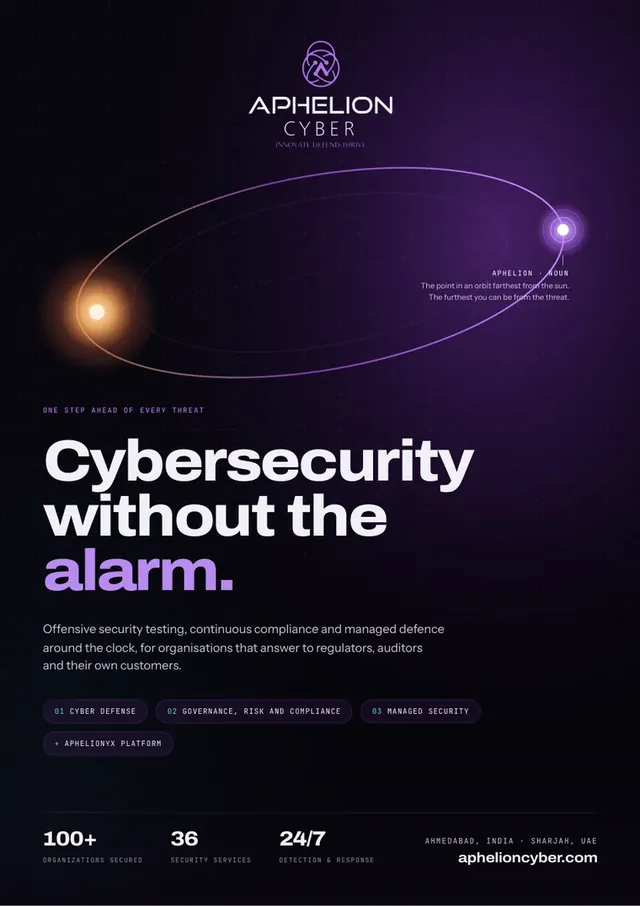 APHELION
CYBER
INNOVATE DEFEND THRIVE
APHELION · NOUN
The point in an orbit farthest from the sun.
The furthest you can be from the threat.
ONE STEP AHEAD OF EVERY THREAT
Cybersecurity
without the
alarm.
Offensive security testing, continuous compliance and managed defence
around the clock, for organisations that answer to regulators, auditors
and their own customers.
01 CYBER DEFENSE
02 GOVERNANCE, RISK AND COMPLIANCE
03 MANAGED SECURITY
+ APHELIONYX PLATFORM
100+
ORGANIZATIONS SECURED
36
SECURITY SERVICES
24/7
DETECTION & RESPONSE
AHMEDABAD, INDIA · SHARJAH, UAE
aphelioncyber.com